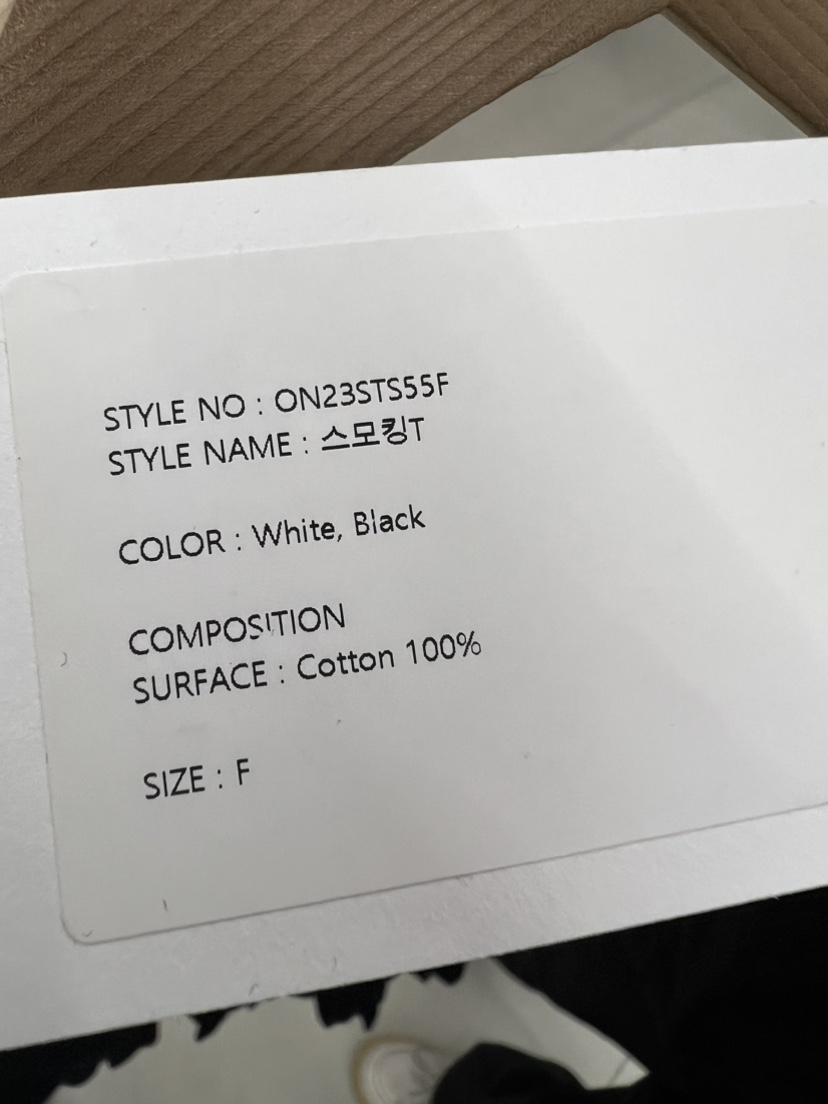 STYLE NO : ON23STS55F
STYLE NAME : 스모킹T
COLOR : White, Black
COMPOSITION
SURFACE : Cotton 100%
SIZE : F